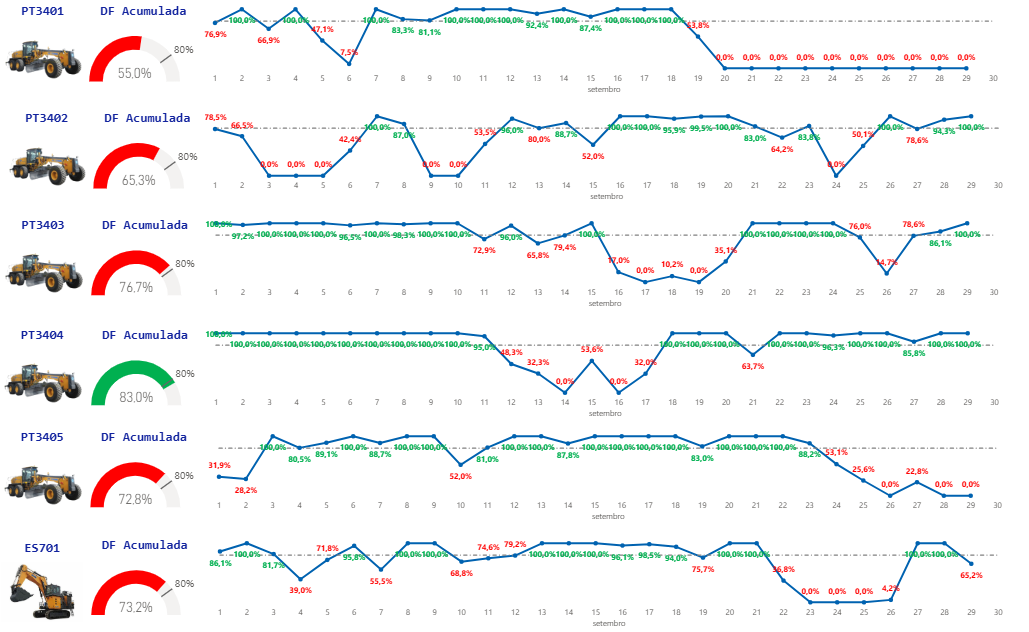 PT3401 DF Acumulada
80%
55,0%
76,9% 100,0% 66,9% 100,0% 47,1% 7,5% 100,0% 83,3% 81,1% 100,0% 100,0% 100,0% 92,4% 100,0% 87,4% 100,0% 100,0% 100,0% 53,8% 0,0% 0,0% 0,0% 0,0% 0,0% 0,0% 0,0% 0,0% 0,0% 0,0%
1 2 3 4 5 6 7 8 9 10 11 12 13 14 15 16 17 18 19 20 21 22 23 24 25 26 27 28 29 30
setembro
PT3402 DF Acumulada
80%
65,3%
78,5% 66,5% 0,0% 0,0% 0,0% 42,4% 100,0% 87,0% 0,0% 0,0% 53,5% 96,0% 80,0% 88,7% 52,0% 100,0% 100,0% 95,9% 99,5% 100,0% 83,0% 64,2% 83,8% 0,0% 50,1% 100,0% 78,6% 94,3% 100,0%
1 2 3 4 5 6 7 8 9 10 11 12 13 14 15 16 17 18 19 20 21 22 23 24 25 26 27 28 29 30
setembro
PT3403 DF Acumulada
80%
76,7%
100,0% 97,2% 100,0% 100,0% 100,0% 96,5% 100,0% 98,3% 100,0% 100,0% 72,9% 96,0% 65,8% 79,4% 100,0% 17,0% 0,0% 10,2% 0,0% 35,1% 100,0% 100,0% 100,0% 100,0% 76,0% 14,7% 78,6% 86,1% 100,0%
1 2 3 4 5 6 7 8 9 10 11 12 13 14 15 16 17 18 19 20 21 22 23 24 25 26 27 28 29 30
setembro
PT3404 DF Acumulada
80%
83,0%
100,0% 100,0% 100,0% 100,0% 100,0% 100,0% 100,0% 100,0% 100,0% 100,0% 95,0% 48,3% 32,3% 0,0% 53,6% 0,0% 32,0% 100,0% 100,0% 100,0% 63,7% 100,0% 100,0% 96,3% 100,0% 100,0% 85,8% 100,0% 100,0%
1 2 3 4 5 6 7 8 9 10 11 12 13 14 15 16 17 18 19 20 21 22 23 24 25 26 27 28 29 30
setembro
PT3405 DF Acumulada
80%
72,8%
31,9% 28,2% 100,0% 80,5% 89,1% 100,0% 88,7% 100,0% 100,0% 52,0% 81,0% 100,0% 100,0% 87,8% 100,0% 100,0% 100,0% 100,0% 83,0% 100,0% 100,0% 100,0% 88,2% 53,1% 25,6% 0,0% 22,8% 0,0% 0,0%
1 2 3 4 5 6 7 8 9 10 11 12 13 14 15 16 17 18 19 20 21 22 23 24 25 26 27 28 29 30
setembro
ES701 DF Acumulada
80%
73,2%
86,1% 100,0% 81,7% 39,0% 71,8% 95,8% 55,5% 100,0% 100,0% 68,8% 74,6% 79,2% 100,0% 100,0% 100,0% 96,1% 98,5% 94,0% 75,7% 100,0% 100,0% 36,8% 0,0% 0,0% 0,0% 4,2% 100,0% 100,0% 65,2%
1 2 3 4 5 6 7 8 9 10 11 12 13 14 15 16 17 18 19 20 21 22 23 24 25 26 27 28 29 30
setembro